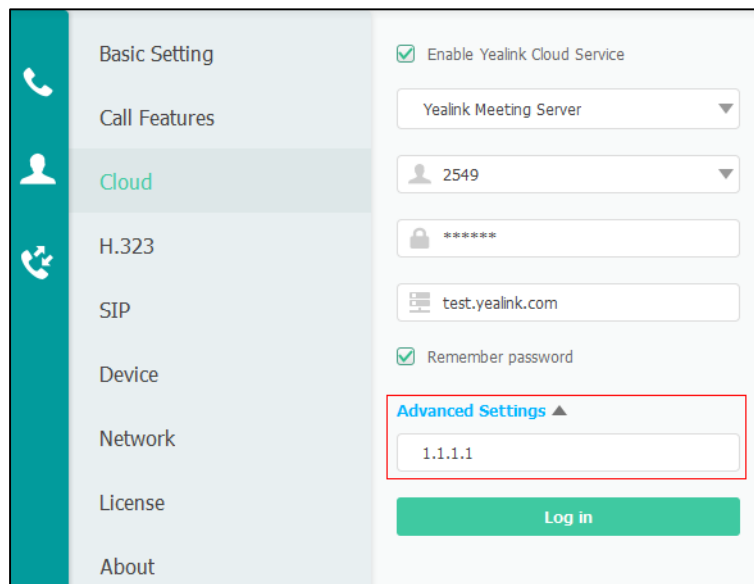 Basic Setting
Call Features
Cloud
H.323
SIP
Device
Network
License
About
Enable Yealink Cloud Service
Yealink Meeting Server
2549
******
test.yealink.com
Remember password
Advanced Settings
1.1.1.1
Log in